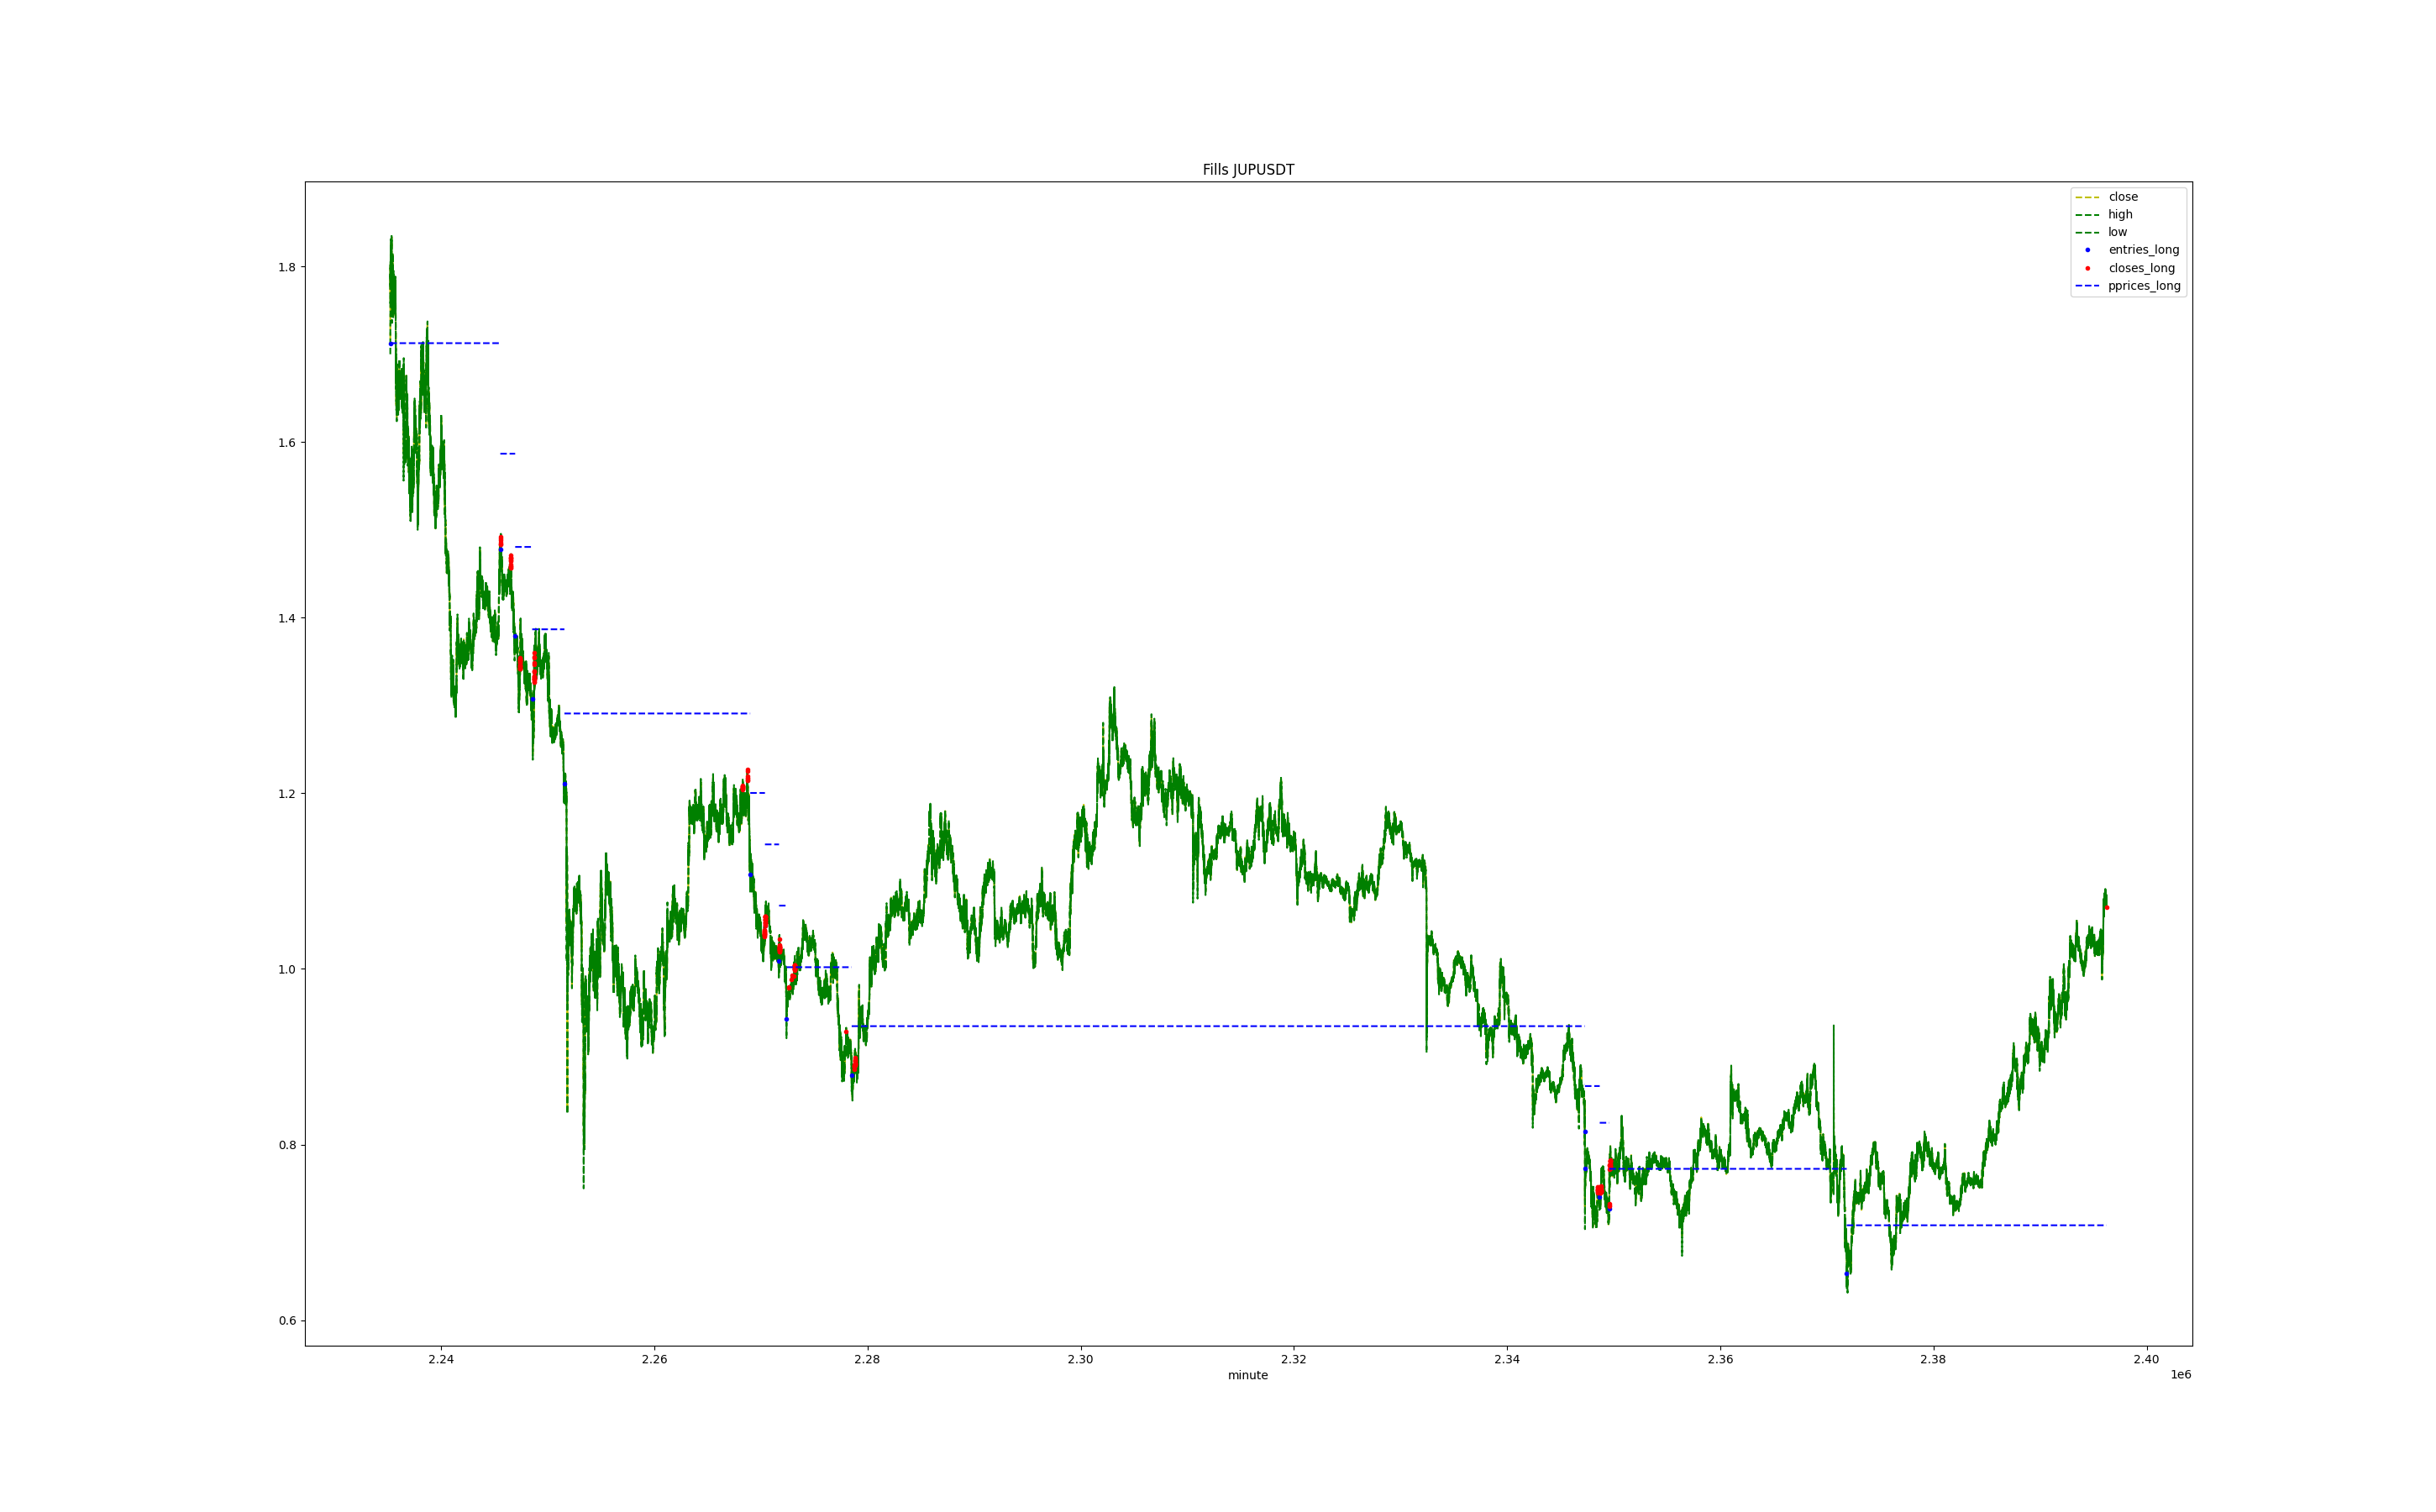 Fills JUPUSDT
close
high
low
entries_long
closes_long
pprices_long
1.8
1.6
1.4
1.2
1.0
0.8
0.6
2.24 2.26 2.28 2.30 2.32 2.34 2.36 2.38 2.40
minute
1e6